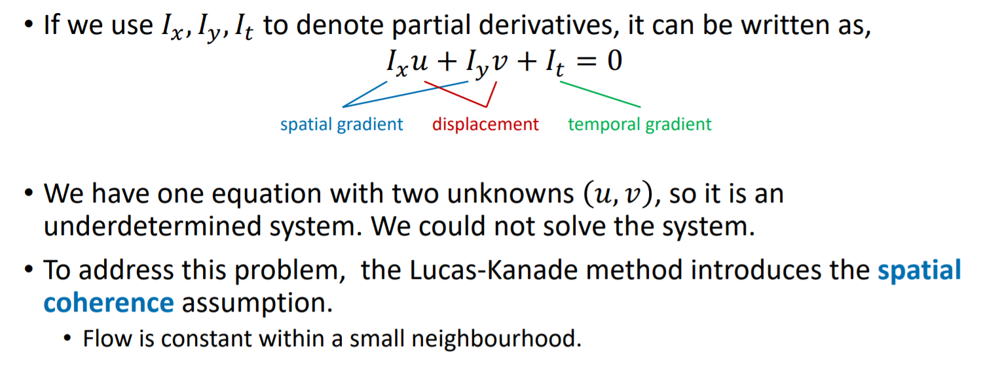 • If we use Iₓ, I_y, I_t to denote partial derivatives, it can be written as,
Iₓu + I_yv + I_t = 0
spatial gradient displacement temporal gradient
• We have one equation with two unknowns (u, v), so it is an
underdetermined system. We could not solve the system.
• To address this problem, the Lucas-Kanade method introduces the spatial
coherence assumption.
• Flow is constant within a small neighbourhood.